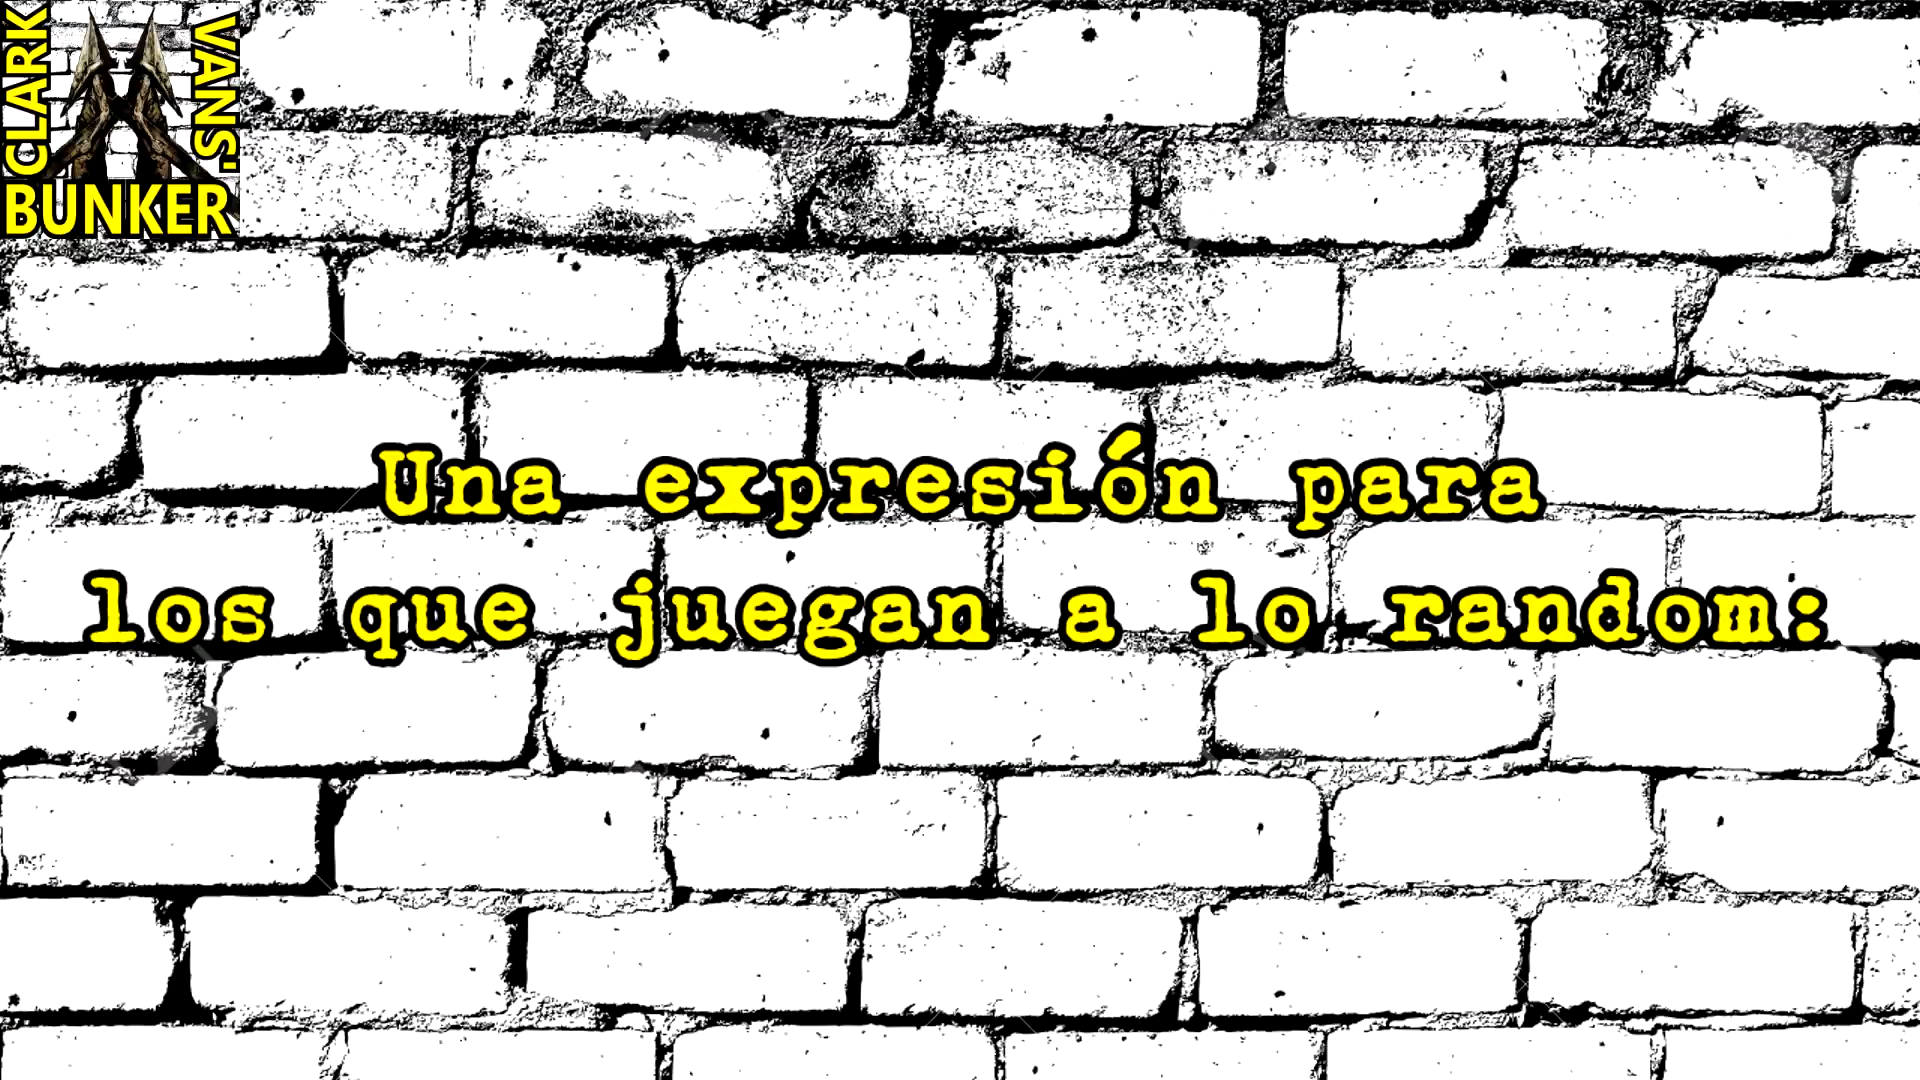 CLARK
VANS'
BUNKER
Una expresión para
los que juegan a lo random: